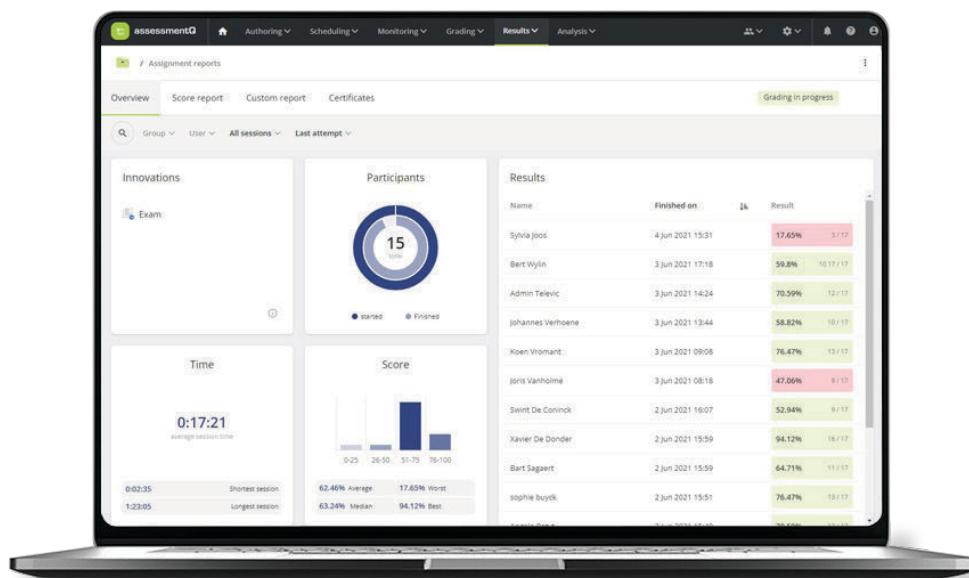 assessmentQ Authoring Scheduling Monitoring Grading Results Analysis
/ Assignment reports
Overview Score report Custom report Certificates Grading in progress
Group User All sessions Last attempt
Innovations
Exam
Participants
15
total
started Finished
Time
0:17:21
average session time
0:02:35 Shortest session
1:23:05 Longest session
Score
0-25 26-50 51-75 76-100
62.46% Average 17.65% Worst
63.24% Median 94.12% Best
Results
Name Finished on Result
Sylvia Joos 4 Jun 2021 15:31 17.65% 3 / 17
Bert Wylin 3 Jun 2021 17:18 59.8% 10.17 / 17
Admin Televic 3 Jun 2021 14:24 70.59% 12 / 17
Johannes Verhoene 3 Jun 2021 13:44 58.82% 10 / 17
Koen Vromant 3 Jun 2021 09:08 76.47% 13 / 17
Joris Vanholme 3 Jun 2021 08:18 47.06% 8 / 17
Swint De Coninck 2 Jun 2021 16:07 52.94% 9 / 17
Xavier De Donder 2 Jun 2021 15:59 94.12% 16 / 17
Bart Sagaert 2 Jun 2021 15:59 64.71% 11 / 17
sophie buyck 2 Jun 2021 15:51 76.47% 13 / 17